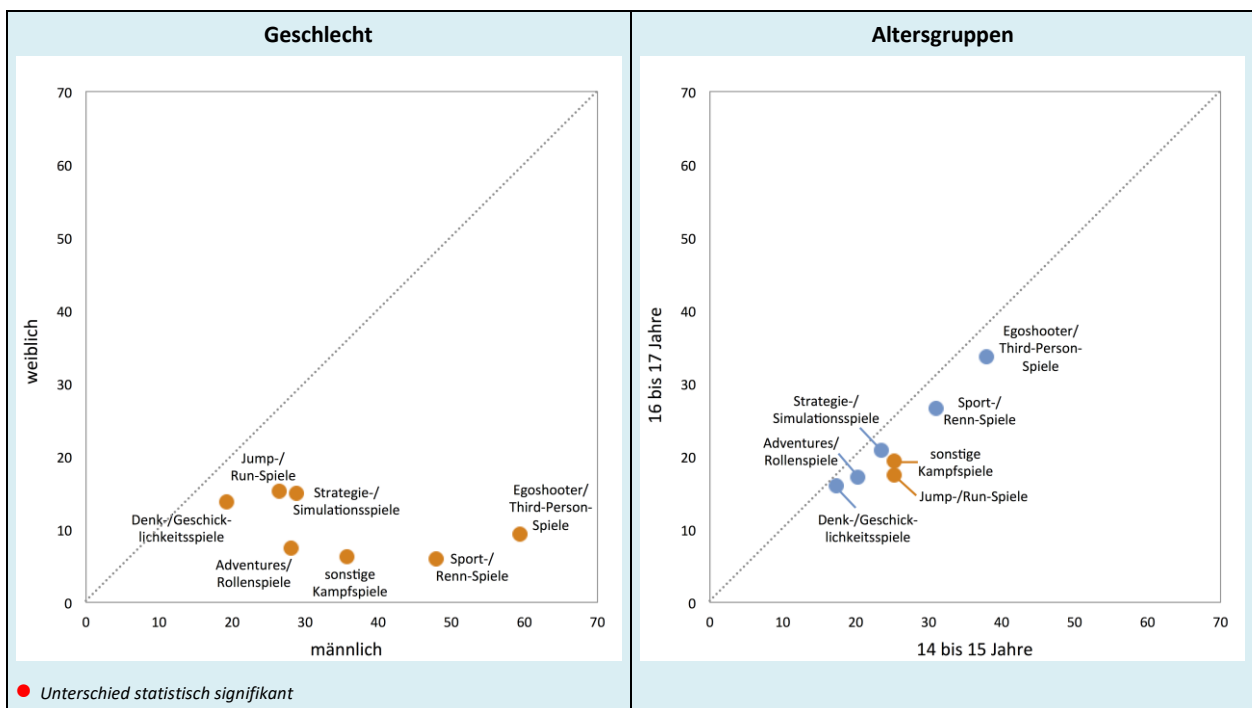 Geschlecht
70
60
50
40
30
20
10
0
weiblich
Jump-/
Run-Spiele
Strategie-/
Simulationsspiele
Denk-/Geschick-
lichkeitsspiele
Adventures/
Rollenspiele
sonstige
Kampfspiele
Sport-/
Renn-Spiele
Egoshooter/
Third-Person-
Spiele
0 10 20 30 40 50 60 70
männlich
Unterschied statistisch signifikant
Altersgruppen
70
60
50
40
30
20
10
0
16 bis 17 Jahre
Egoshooter/
Third-Person-
Spiele
Strategie-/
Simulationsspiele
Sport-/
Renn-Spiele
Adventures/
Rollenspiele
sonstige
Kampfspiele
Jump-/Run-Spiele
Denk-/Geschick-
lichkeitsspiele
0 10 20 30 40 50 60 70
14 bis 15 Jahre